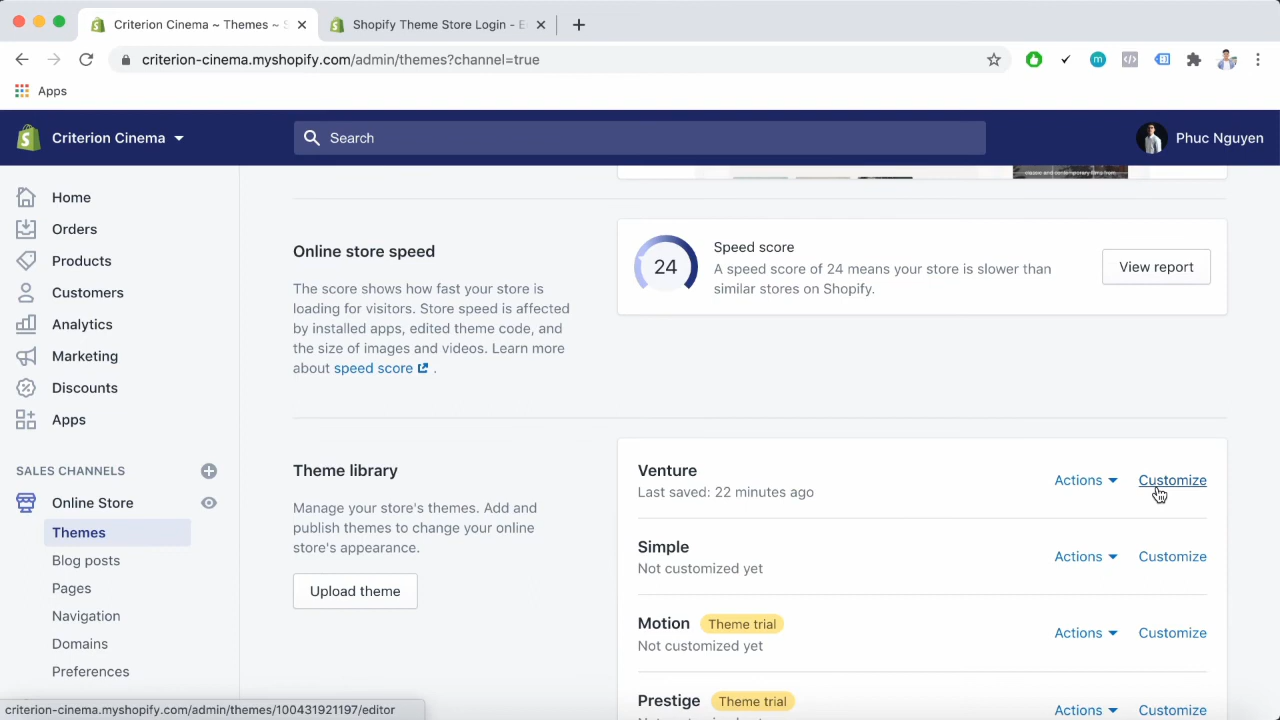 Criterion Cinema ~ Themes ~ S
Shopify Theme Store Login - E
criterion-cinema.myshopify.com/admin/themes?channel=true
Apps
Criterion Cinema
Search
Phuc Nguyen
Home
Orders
Products
Customers
Analytics
Marketing
Discounts
Apps
SALES CHANNELS
Online Store
Themes
Blog posts
Pages
Navigation
Domains
Preferences
classic and contemporary films from
Online store speed
The score shows how fast your store is
loading for visitors. Store speed is affected
by installed apps, edited theme code, and
the size of images and videos. Learn more
about speed score .
24
Speed score
A speed score of 24 means your store is slower than
similar stores on Shopify.
View report
Theme library
Manage your store's themes. Add and
publish themes to change your online
store's appearance.
Upload theme
Venture
Last saved: 22 minutes ago
Actions Customize
Simple
Not customized yet
Actions Customize
Motion Theme trial
Not customized yet
Actions Customize
Prestige Theme trial
Actions Customize
criterion-cinema.myshopify.com/admin/themes/100431921197/editor